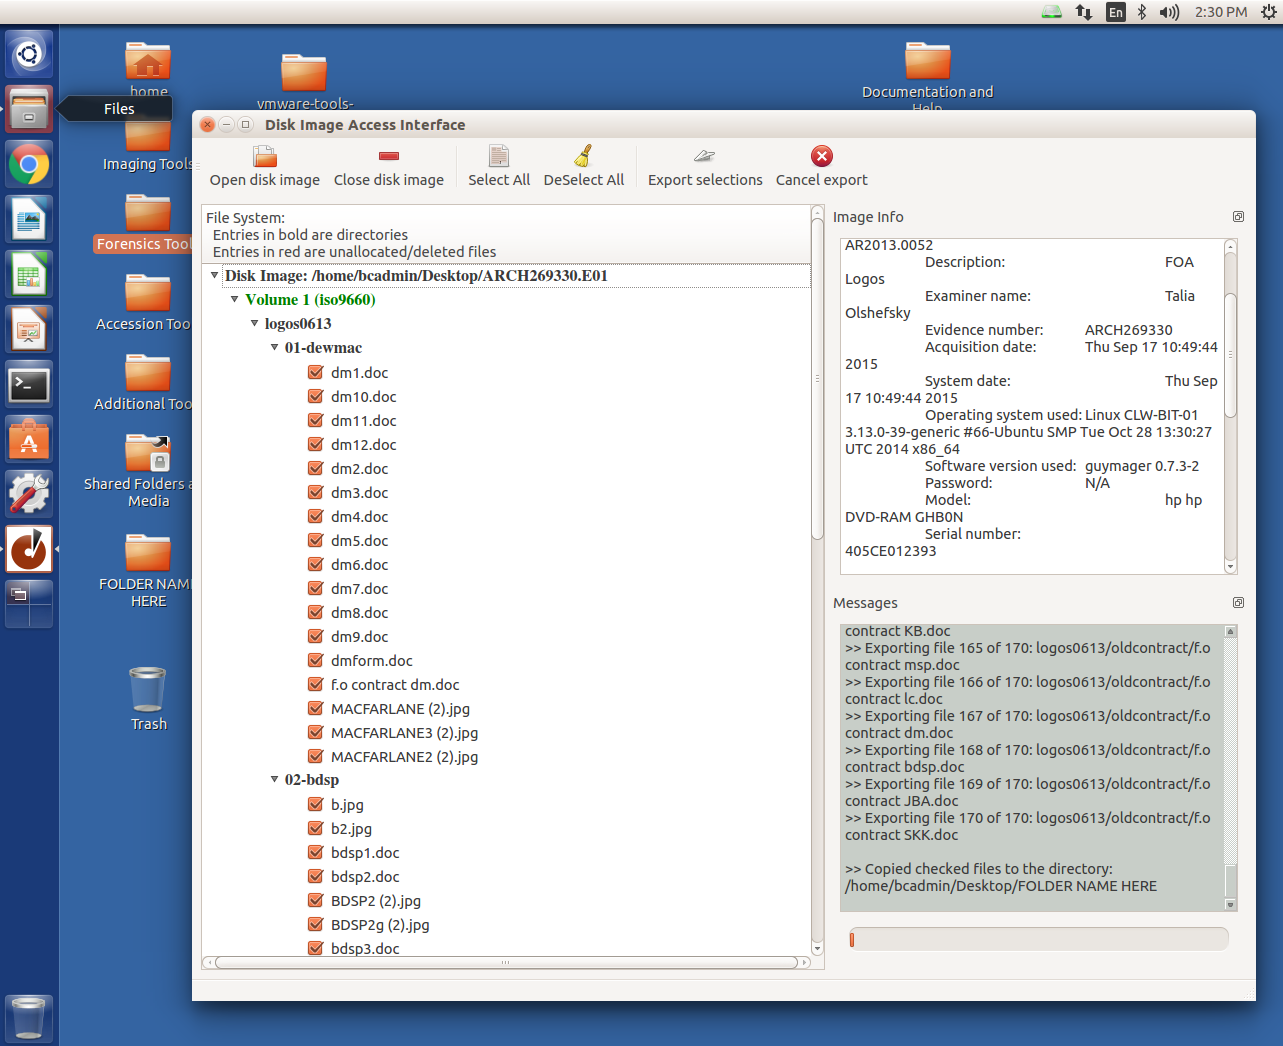 En
2:30 PM
home
vmware-tools-
Documentation and
Help
Files
Imaging Tools
Forensics Tool
Accession Too
Additional Too
Shared Folders a
Media
FOLDER NAM
HERE
Trash
Disk Image Access Interface
Open disk image
Close disk image
Select All
DeSelect All
Export selections
Cancel export
File System:
Entries in bold are directories
Entries in red are unallocated/deleted files
Disk Image: /home/bcadmin/Desktop/ARCH269330.E01
Volume 1 (iso9660)
logos0613
01-dewmac
dm1.doc
dm10.doc
dm11.doc
dm12.doc
dm2.doc
dm3.doc
dm4.doc
dm5.doc
dm6.doc
dm7.doc
dm8.doc
dm9.doc
dmform.doc
f.o contract dm.doc
MACFARLANE (2).jpg
MACFARLANE3 (2).jpg
MACFARLANE2 (2).jpg
02-bdsp
b.jpg
b2.jpg
bdsp1.doc
bdsp2.doc
BDSP2 (2).jpg
BDSP2g (2).jpg
bdsp3.doc
Image Info
AR2013.0052
Description: FOA
Logos
Examiner name: Talia
Olshefsky
Evidence number: ARCH269330
Acquisition date: Thu Sep 17 10:49:44
2015
System date: Thu Sep
17 10:49:44 2015
Operating system used: Linux CLW-BIT-01
3.13.0-39-generic #66-Ubuntu SMP Tue Oct 28 13:30:27
UTC 2014 x86_64
Software version used: guymager 0.7.3-2
Password: N/A
Model: hp hp
DVD-RAM GHB0N
Serial number:
405CE012393
Messages
contract KB.doc
>> Exporting file 165 of 170: logos0613/oldcontract/f.o
contract msp.doc
>> Exporting file 166 of 170: logos0613/oldcontract/f.o
contract lc.doc
>> Exporting file 167 of 170: logos0613/oldcontract/f.o
contract dm.doc
>> Exporting file 168 of 170: logos0613/oldcontract/f.o
contract bdsp.doc
>> Exporting file 169 of 170: logos0613/oldcontract/f.o
contract JBA.doc
>> Exporting file 170 of 170: logos0613/oldcontract/f.o
contract SKK.doc
>> Copied checked files to the directory:
/home/bcadmin/Desktop/FOLDER NAME HERE